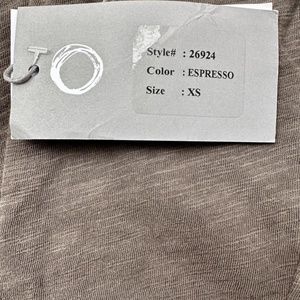 Style# : 26924
Color : ESPRESSO
Size : XS